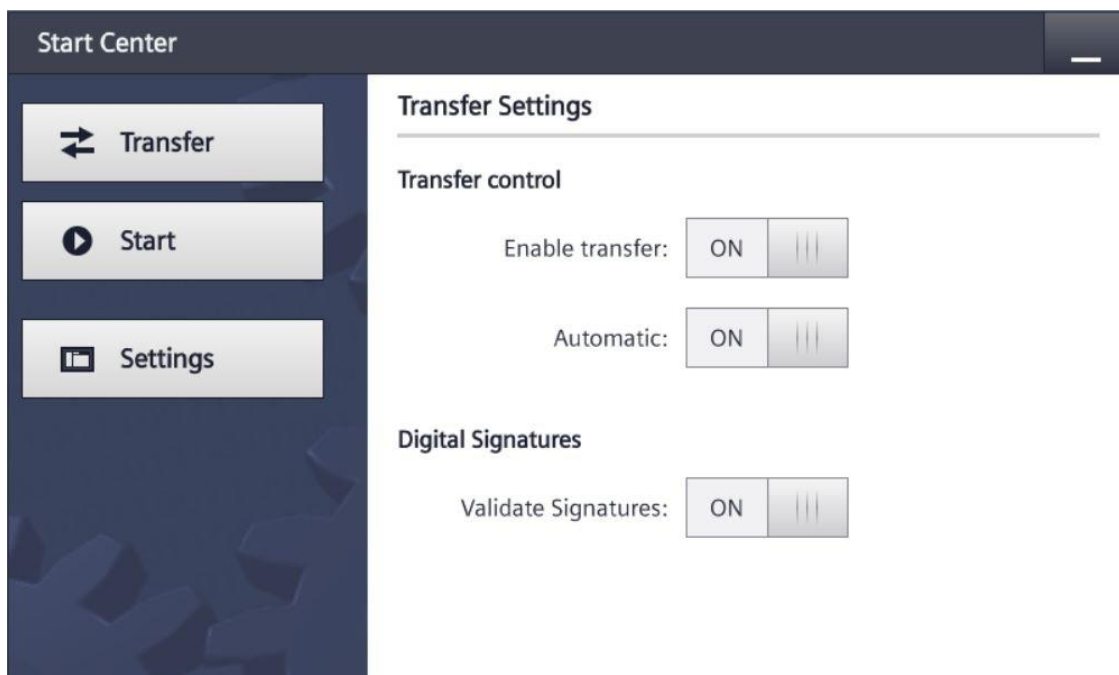 Start Center
Transfer
Start
Settings
Transfer Settings
Transfer control
Enable transfer: ON
Automatic: ON
Digital Signatures
Validate Signatures: ON